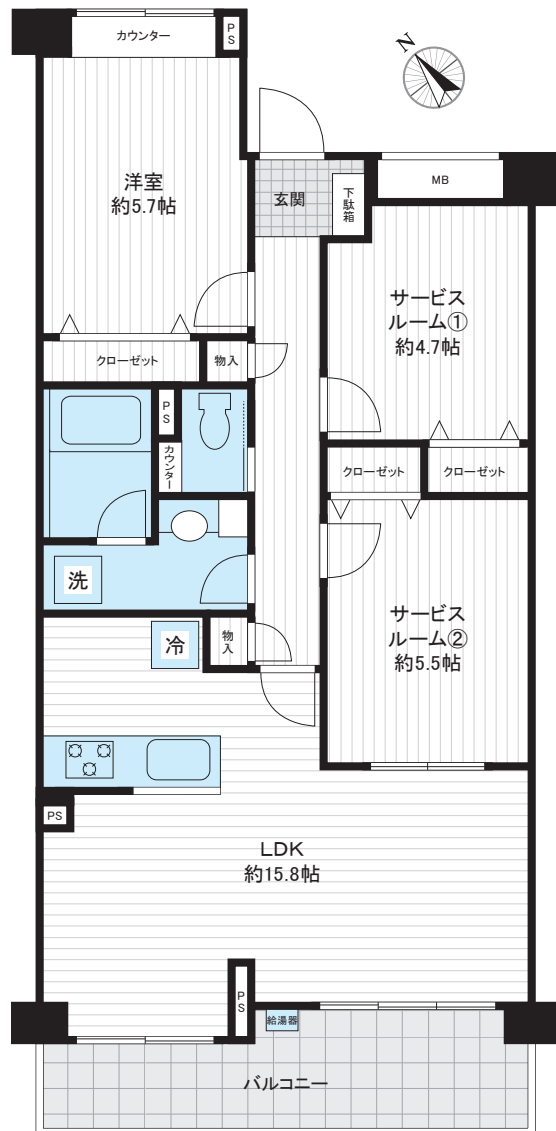 カウンター
PS
N
洋室
約5.7帖
玄関
下駄箱
MB
サービス
ルーム①
約4.7帖
クローゼット
物入
PS
カウンター
クローゼット
クローゼット
洗
サービス
ルーム②
約5.5帖
冷
物入
PS
LDK
約15.8帖
PS
給湯器
バルコニー